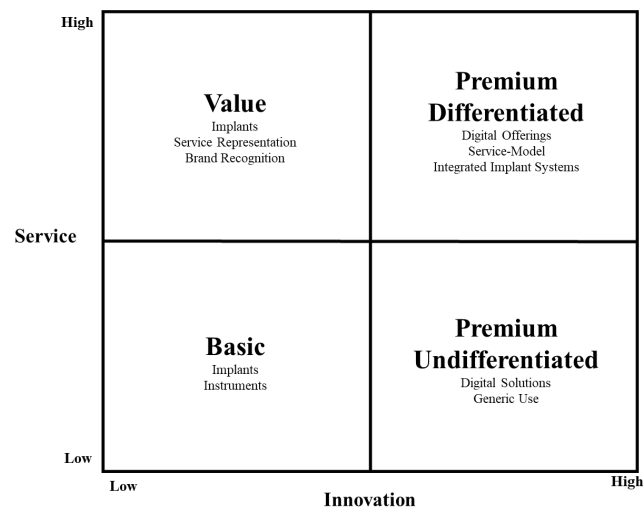 High
Value
Implants
Service Representation
Brand Recognition
Premium
Differentiated
Digital Offerings
Service-Model
Integrated Implant Systems
Service
Basic
Implants
Instruments
Premium
Undifferentiated
Digital Solutions
Generic Use
Low
Low
High
Innovation